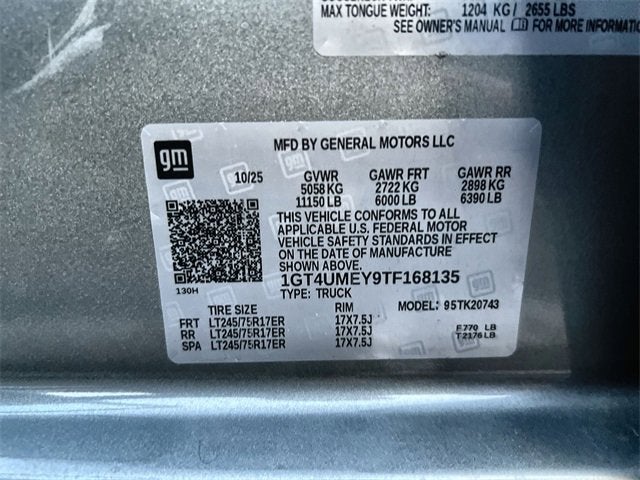 MAX TONGUE WEIGHT: 1204 KG / 2655 LBS
SEE OWNER'S MANUAL FOR MORE INFORMATION
gm
MFD BY GENERAL MOTORS LLC
10/25 GVWR GAWR FRT GAWR RR
5058 KG 2722 KG 2898 KG
11150 LB 6000 LB 6390 LB
THIS VEHICLE CONFORMS TO ALL
APPLICABLE U.S. FEDERAL MOTOR
VEHICLE SAFETY STANDARDS IN EFFECT
ON THE DATE OF MANUFACTURE
SHOWN ABOVE.
1GT4UMEY9TF168135
130H
TYPE: TRUCK
TIRE SIZE RIM MODEL: 95TK20743
FRT LT245/75R17ER 17X7.5J F 770 LB
RR LT245/75R17ER 17X7.5J T2176 LB
SPA LT245/75R17ER 17X7.5J